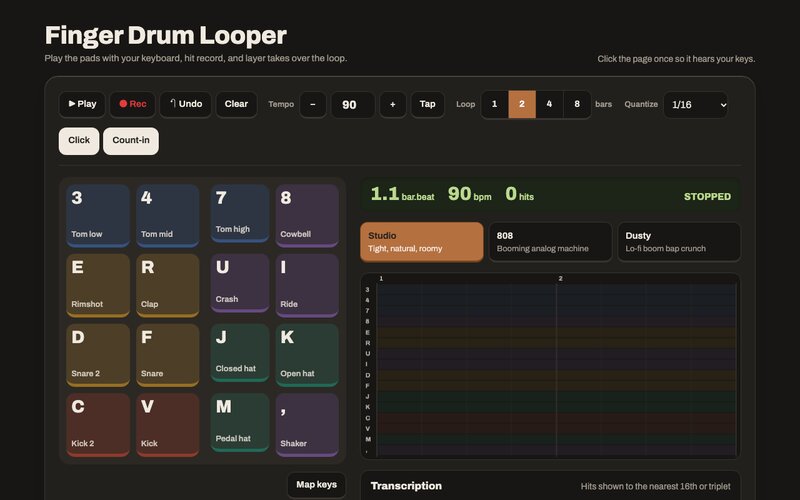 Finger Drum Looper
Play the pads with your keyboard, hit record, and layer takes over the loop.
Click the page once so it hears your keys.
Play Rec Undo Clear Tempo − 90 + Tap Loop 1 2 4 8 bars Quantize 1/16
Click Count-in
3 4 7 8
Tom low Tom mid Tom high Cowbell
E R U I
Rimshot Clap Crash Ride
D F J K
Snare 2 Snare Closed hat Open hat
C V M ,
Kick 2 Kick Pedal hat Shaker
Map keys
1.1 bar.beat 90 bpm 0 hits STOPPED
Studio
Tight, natural, roomy
808
Booming analog machine
Dusty
Lo-fi boom bap crunch
1 2
3
4
7
8
E
R
U
I
D
F
J
K
C
V
M
,
Transcription Hits shown to the nearest 16th or triplet